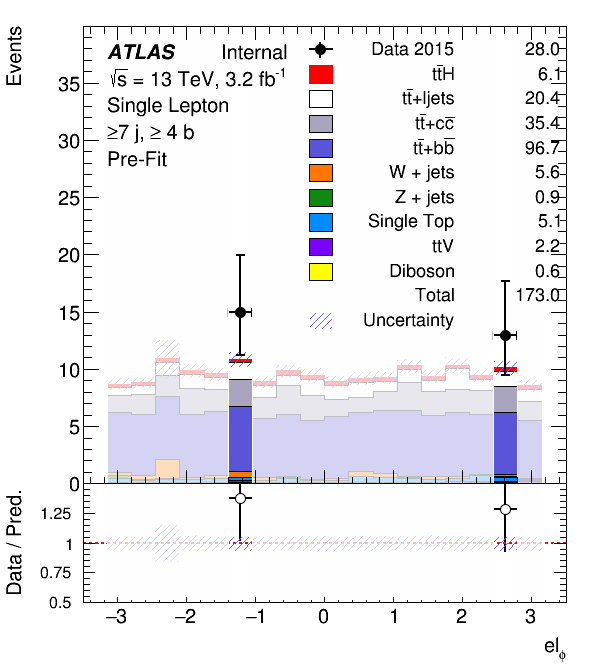 Events
ATLAS Internal
√s = 13 TeV, 3.2 fb⁻¹
Single Lepton
≥7 j, ≥ 4 b
Pre-Fit
Data 2015 28.0
tt̄H 6.1
tt̄+ljets 20.4
tt̄+cc̄ 35.4
tt̄+bb̄ 96.7
W + jets 5.6
Z + jets 0.9
Single Top 5.1
ttV 2.2
Diboson 0.6
Total 173.0
Uncertainty
35
30
25
20
15
10
5
0
Data / Pred.
1.25
1
0.75
0.5
−3 −2 −1 0 1 2 3
el_ϕ